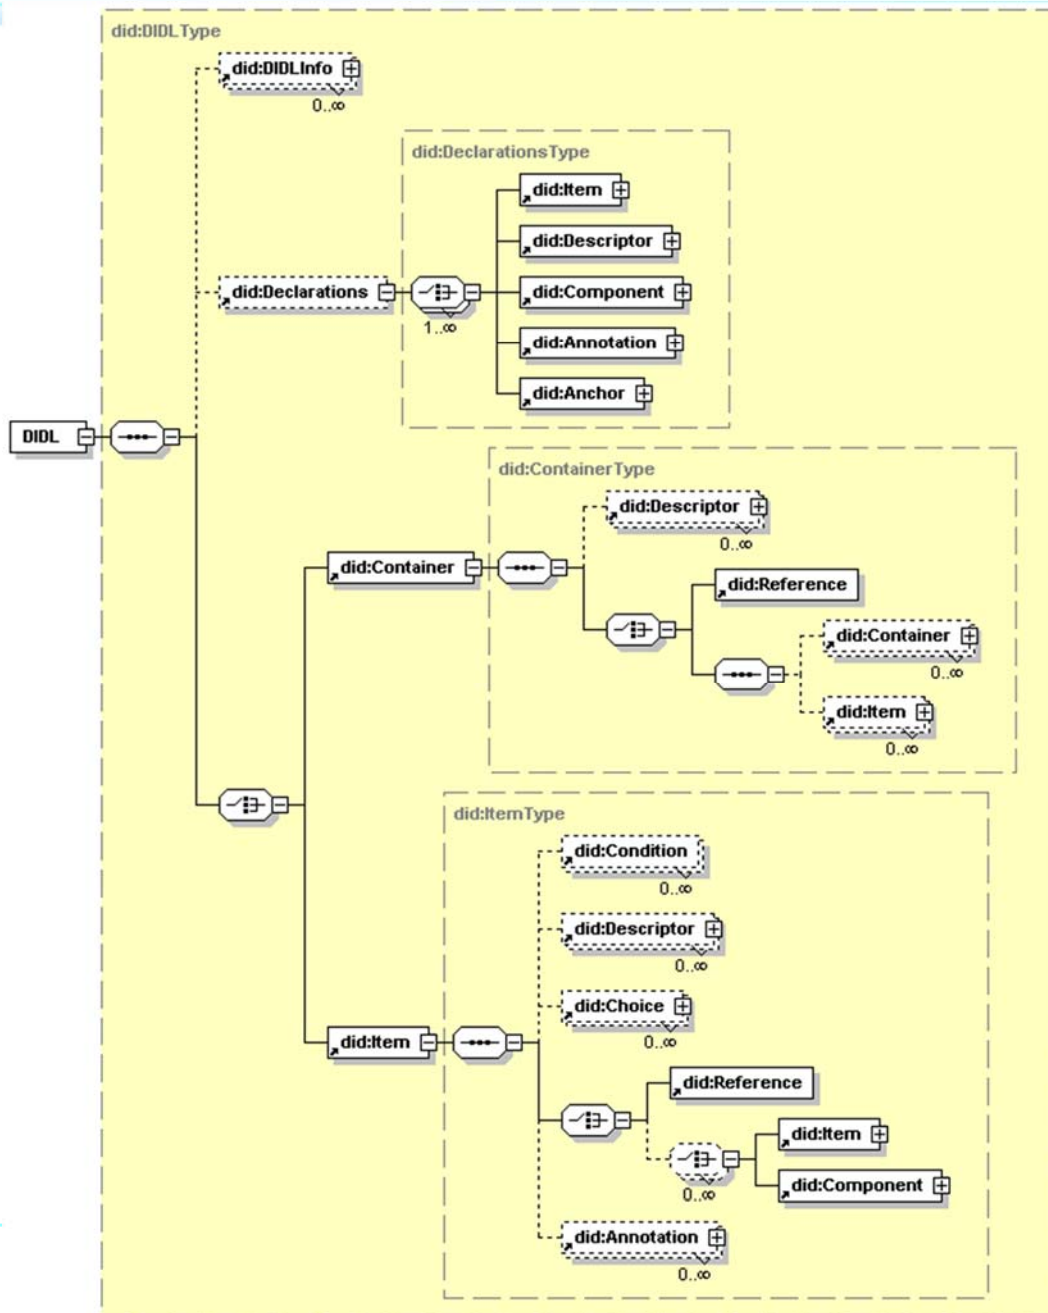 did:DIDLType
did:DIDLInfo
0..∞
did:DeclarationsType
did:Item
did:Descriptor
did:Declarations
did:Component
1..∞
did:Annotation
did:Anchor
DIDL
did:ContainerType
did:Descriptor
0..∞
did:Container
did:Reference
did:Container
0..∞
did:Item
0..∞
did:ItemType
did:Condition
0..∞
did:Descriptor
0..∞
did:Choice
0..∞
did:Item
did:Reference
did:Item
0..∞
did:Component
did:Annotation
0..∞